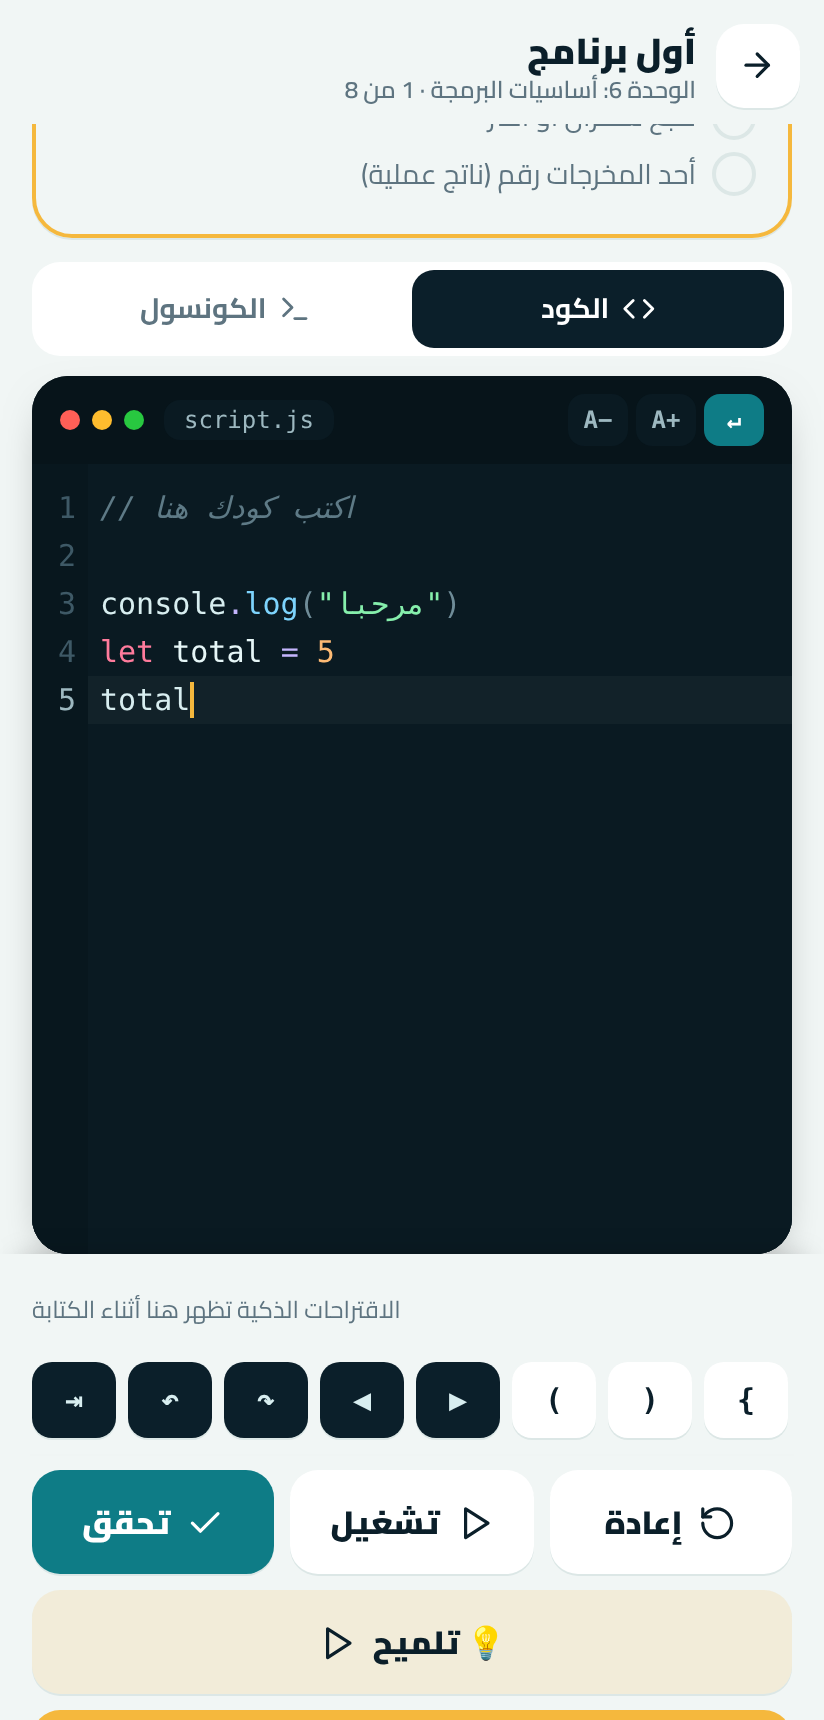 أول برنامج
الوحدة 6: أساسيات البرمجة · 1 من 8
أحد المخرجات رقم (ناتج عملية)
الكود
الكونسول
script.js
A−
A+
↵
1 // اكتب كودك هنا
2
3 console.log("مرحبا")
4 let total = 5
5 total
الاقتراحات الذكية تظهر هنا أثناء الكتابة
⇥ ↶ ↷ ◀ ▶ ( ) {
إعادة
تشغيل
تحقق
💡 تلميح